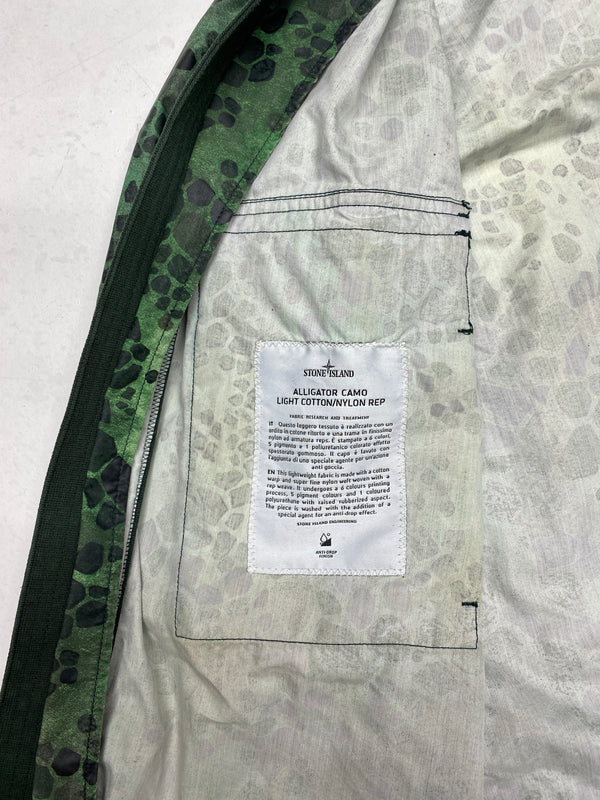 STONE ISLAND
ALLIGATOR CAMO
LIGHT COTTON/NYLON REP
FABRIC RESEARCH AND TREATMENT
IT Questo leggero tessuto è realizzato con un
ordito in cotone ritorto e una trama in finissimo
nylon ad armatura reps. È stampato a 6 colori,
5 pigmento e 1 poliuretanico colorato effetto
spassorato gommoso. Il capo è lavato con
l'aggiunta di uno speciale agente per un'azione
anti goccia.
EN This lightweight fabric is made with a cotton
warp and super fine nylon weft woven with a
rep weave. It undergoes a 6 colours printing
process, 5 pigment colours and 1 coloured
polyurethane with raised rubberized aspect.
The piece is washed with the addition of a
special agent for an anti-drop effect.
STONE ISLAND ENGINEERING
ANTI-DROP
FINISH